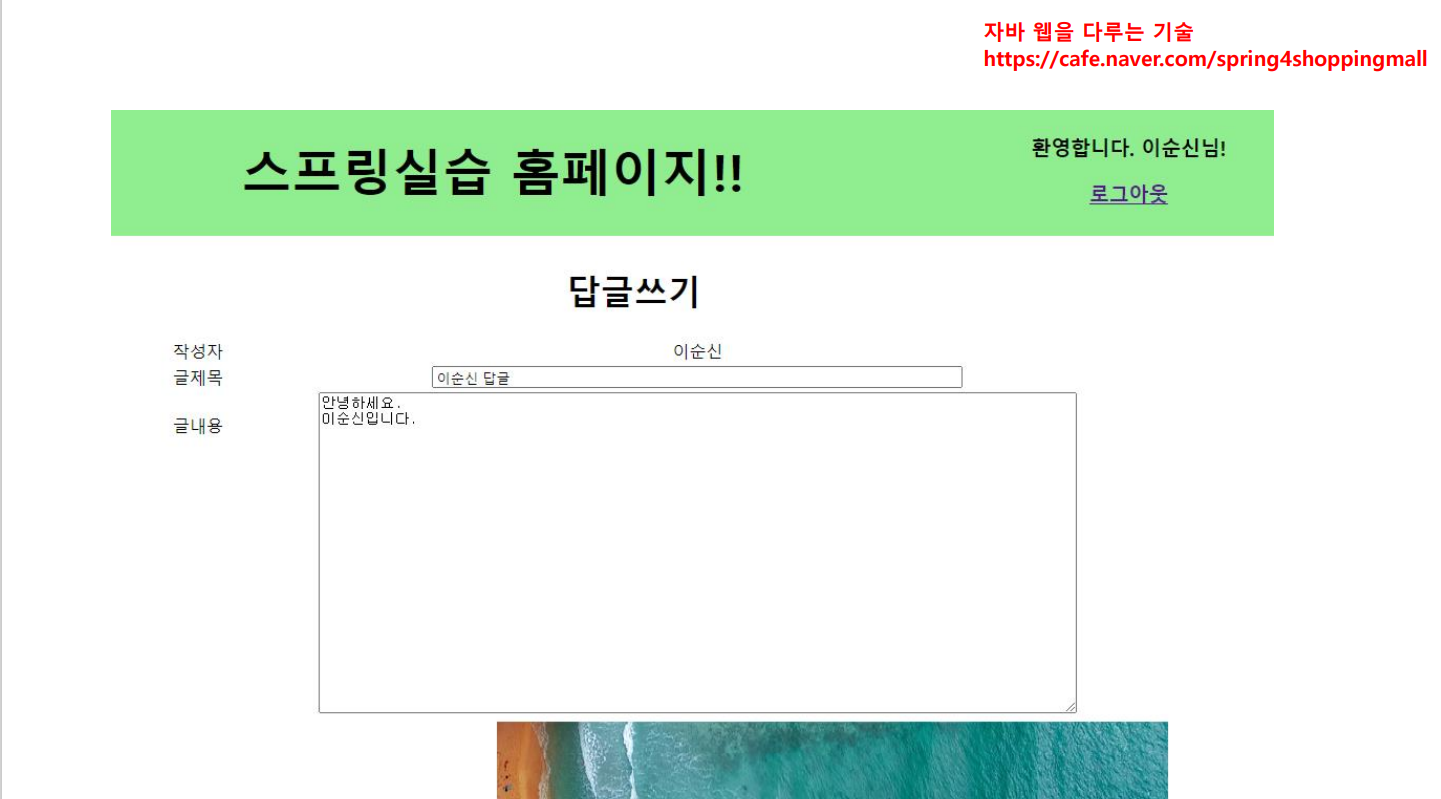 자바 웹을 다루는 기술
https://cafe.naver.com/spring4shoppingmall
스프링실습 홈페이지!!
환영합니다. 이순신님!
로그아웃
답글쓰기
작성자 이순신
글제목 이순신 답글
글내용 안녕하세요.
이순신입니다.